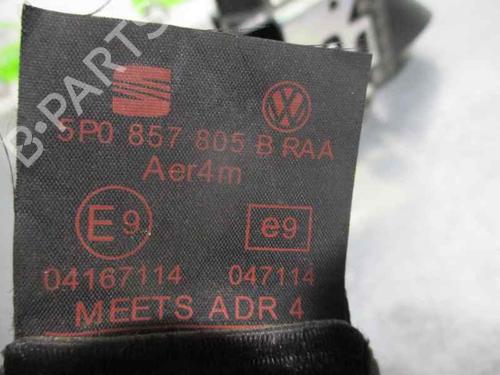 5P0 857 805 B RAA
Aer4m
E9 e9
04167114 047114
MEETS ADR 4
B-PARTS